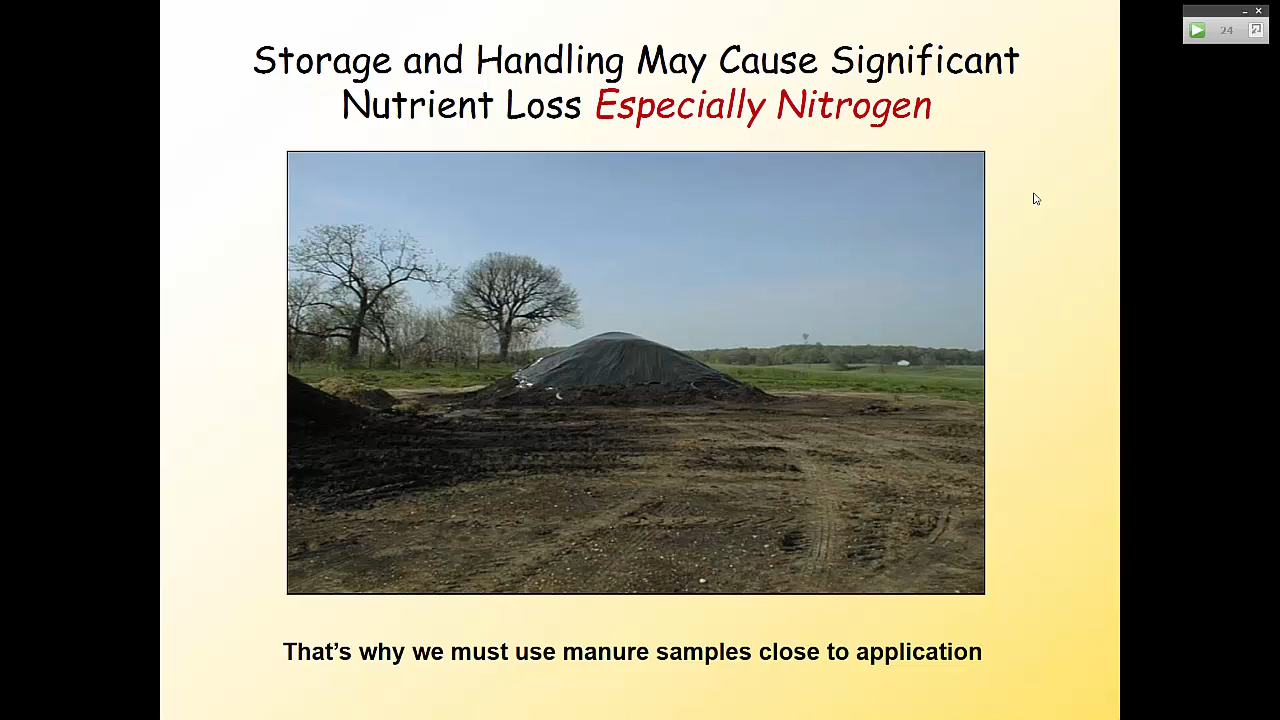 Storage and Handling May Cause Significant
Nutrient Loss Especially Nitrogen
24
That's why we must use manure samples close to application